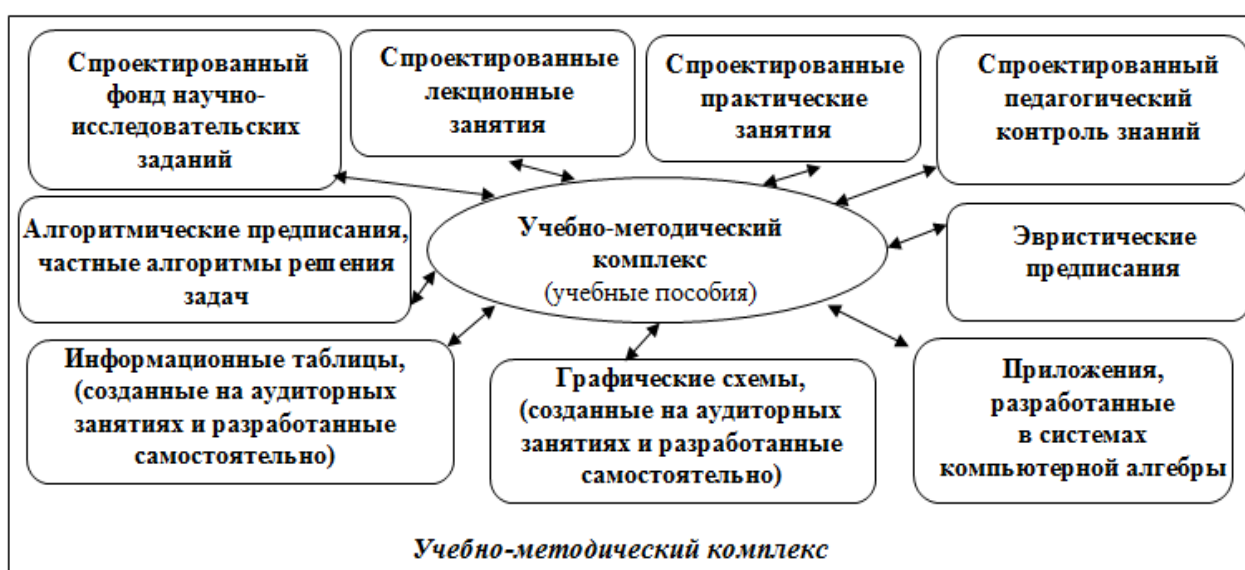 Спроектированный
фонд научно-
исследовательских
заданий
Спроектированные
лекционные
занятия
Спроектированные
практические
занятия
Спроектированный
педагогический
контроль знаний
Алгоритмические предписания,
частные алгоритмы решения
задач
Учебно-методический
комплекс
(учебные пособия)
Эвристические
предписания
Информационные таблицы,
(созданные на аудиторных
занятиях и разработанные
самостоятельно)
Графические схемы,
(созданные на аудиторных
занятиях и разработанные
самостоятельно)
Приложения,
разработанные
в системах
компьютерной алгебры
Учебно-методический комплекс